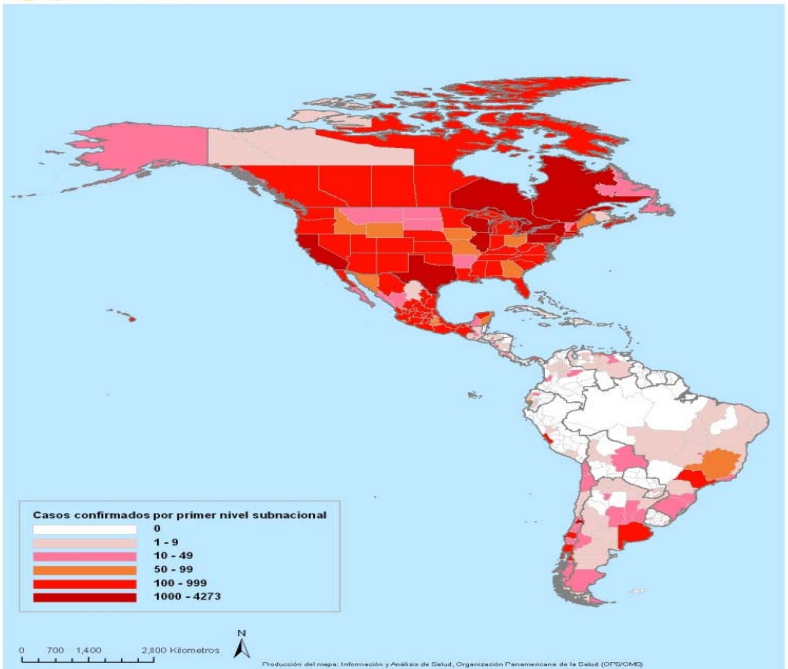 Casos confirmados por primer nivel subnacional
0
1 - 9
10 - 49
50 - 99
100 - 999
1000 - 4273
N
0 700 1,400 2,800 Kilometros
Producción del mapa: Información y Análisis de Salud, Organización Panamericana de la Salud (OPS/OMS)